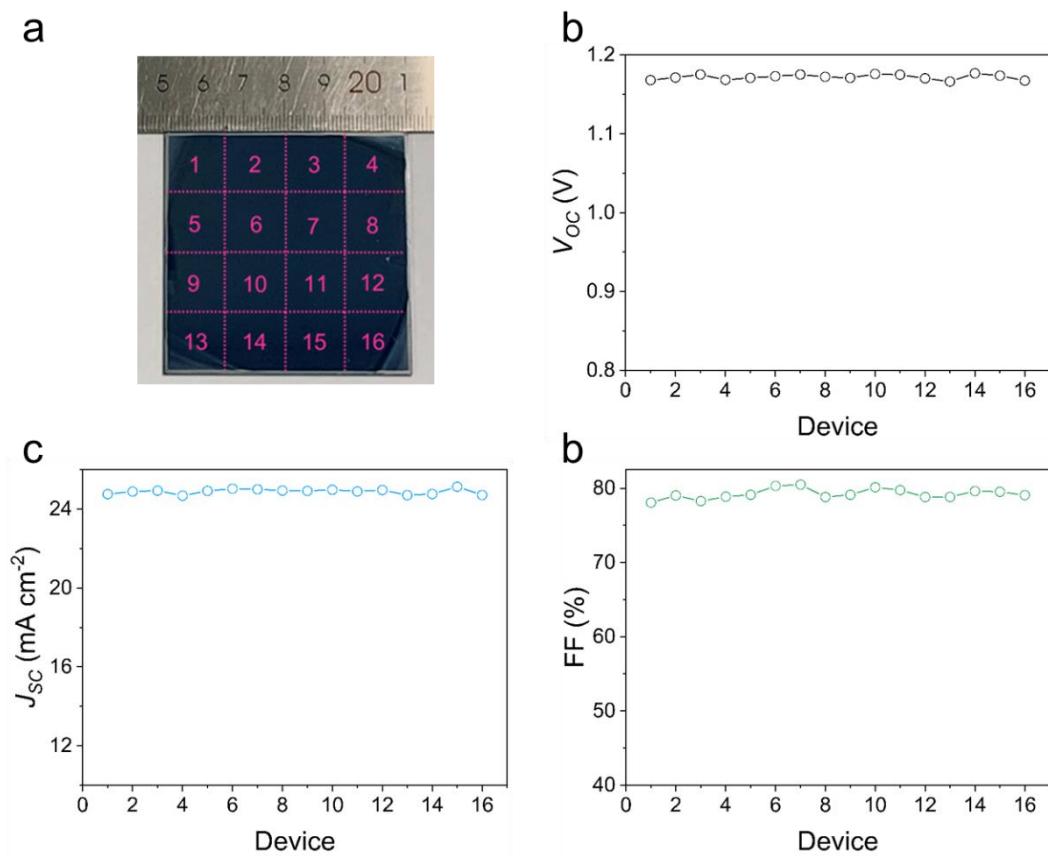 a
5 6 7 8 9 20 1
1 2 3 4
5 6 7 8
9 10 11 12
13 14 15 16
b
1.2
1.1
1.0
0.9
0.8
V_OC (V)
0 2 4 6 8 10 12 14 16
Device
c
24
20
16
12
J_SC (mA cm⁻²)
0 2 4 6 8 10 12 14 16
Device
b
80
70
60
50
40
FF (%)
0 2 4 6 8 10 12 14 16
Device